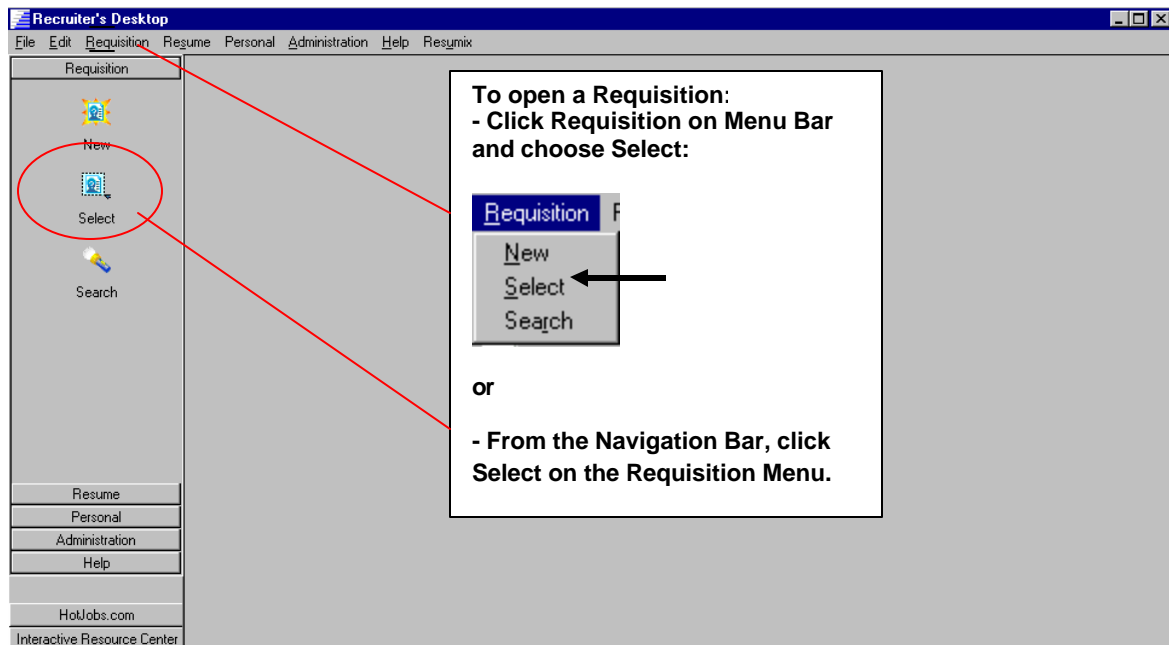 Recruiter's Desktop
File Edit Requisition Resume Personal Administration Help Resumix
Requisition
New
Select
Search
To open a Requisition:
- Click Requisition on Menu Bar
and choose Select:
Requisition
New
Select
Search
or
- From the Navigation Bar, click
Select on the Requisition Menu.
Resume
Personal
Administration
Help
HotJobs.com
Interactive Resource Center